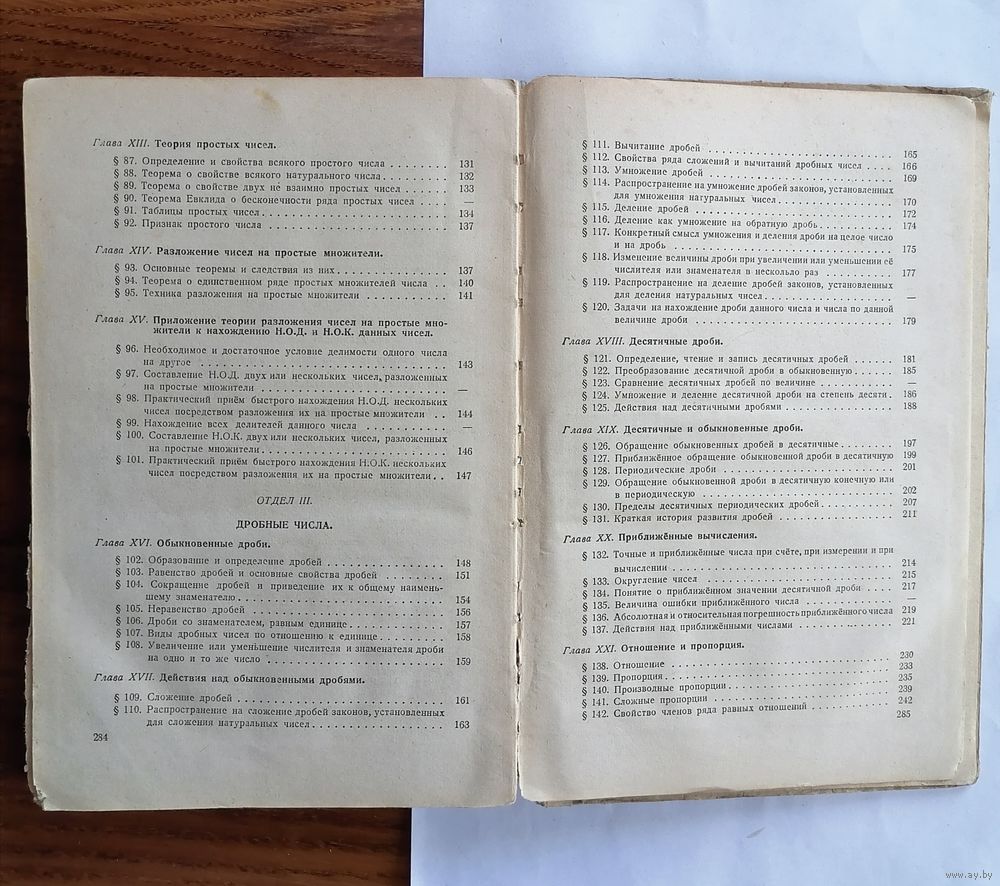 Глава XIII. Теория простых чисел.
§ 87. Определение и свойства всякого простого числа ........ 131
§ 88. Теорема о свойстве всякого натурального числа......... 132
§ 89. Теорема о свойстве двух не взаимно простых чисел ...... 133
§ 90. Теорема Евклида о бесконечности ряда простых чисел .... —
§ 91. Таблицы простых чисел........................ 134
§ 92. Признак простого числа ....................... 137
Глава XIV. Разложение чисел на простые множители.
§ 93. Основные теоремы и следствия из них.............. 137
§ 94. Теорема о единственном ряде простых множителей числа .. 140
§ 95. Техника разложения на простые множители .......... 141
Глава XV. Приложение теории разложения чисел на простые мно-
жители к нахождению Н.О.Д. и Н.О.К. данных чисел.
§ 96. Необходимое и достаточное условие делимости одного числа
на другое ............................... 143
§ 97. Составление Н.О.Д. двух или нескольких чисел, разложенных
на простые множители ....................... —
§ 98. Практический приём быстрого нахождения Н.О.Д. нескольких
чисел посредством разложения их на простые множители .. 144
§ 99. Нахождение всех делителей данного числа ........... —
§ 100. Составление Н.О.К. двух или нескольких чисел, разложенных
на простые множители........................ 146
§ 101. Практический приём быстрого нахождения Н.О.К. нескольких
чисел посредством разложения их на простые множители.. 147
ОТДЕЛ III.
ДРОБНЫЕ ЧИСЛА.
Глава XVI. Обыкновенные дроби.
§ 102. Образование и определение дробей ............... 148
§ 103. Равенство дробей и основные свойства дробей ........ 151
§ 104. Сокращение дробей и приведение их к общему наимень-
шему знаменателю........................... 154
§ 105. Неравенство дробей ......................... 156
§ 106. Дроби со знаменателем, равным единице............ 157
§ 107. Виды дробных чисел по отношению к единице......... 158
§ 108. Увеличение или уменьшение числителя и знаменателя дроби
на одно и то же число ....................... 159
Глава XVII. Действия над обыкновенными дробями.
§ 109. Сложение дробей ........................... 161
§ 110. Распространение на сложение дробей законов, установленных
для сложения натуральных чисел................. 163
284
§ 111. Вычитание дробей .......................... 165
§ 112. Свойства ряда сложений и вычитаний дробных чисел .... 166
§ 113. Умножение дробей .......................... 169
§ 114. Распространение на умножение дробей законов, установленных
для умножения натуральных чисел................ 170
§ 115. Деление дробей ............................ 172
§ 116. Деление как умножение на обратную дробь........... 174
§ 117. Конкретный смысл умножения и деления дроби на целое число
и на дробь ............................... 175
§ 118. Изменение величины дроби при увеличении или уменьшении её
числителя или знаменателя в несколько раз .......... 177
§ 119. Распространение на деление дробей законов, установленных
для деления натуральных чисел.................. —
§ 120. Задачи на нахождение дроби данного числа и числа по данной
величине дроби ............................ 179
Глава XVIII. Десятичные дроби.
§ 121. Определение, чтение и запись десятичных дробей ...... 181
§ 122. Преобразование десятичной дроби в обыкновенную...... 185
§ 123. Сравнение десятичных дробей по величине ........... —
§ 124. Умножение и деление десятичной дроби на степень десяти. 186
§ 125. Действия над десятичными дробями ............... 188
Глава XIX. Десятичные и обыкновенные дроби.
§ 126. Обращение обыкновенных дробей в десятичные........ 197
§ 127. Приближённое обращение обыкновенной дроби в десятичную 199
§ 128. Периодические дроби ........................ 201
§ 129. Обращение обыкновенной дроби в десятичную конечную или
в периодическую ........................... 202
§ 130. Пределы десятичных периодических дробей........... 207
§ 131. Краткая история развития дробей ................ 211
Глава XX. Приближённые вычисления.
§ 132. Точные и приближённые числа при счёте, при измерении и при
вычислении ............................... 214
§ 133. Округление чисел ........................... 215
§ 134. Понятие о приближённом значении десятичной дроби .... 217
§ 135. Величина ошибки приближённого числа ............. —
§ 136. Абсолютная и относительная погрешность приближённого числа 219
§ 137. Действия над приближёнными числами ............. 221
Глава XXI. Отношение и пропорция.
§ 138. Отношение ............................... 230
§ 139. Пропорция................................ 233
§ 140. Производные пропорции....................... 235
§ 141. Сложные пропорции ......................... 239
§ 142. Свойство членов ряда равных отношений ............ 242
285
www.ay.by